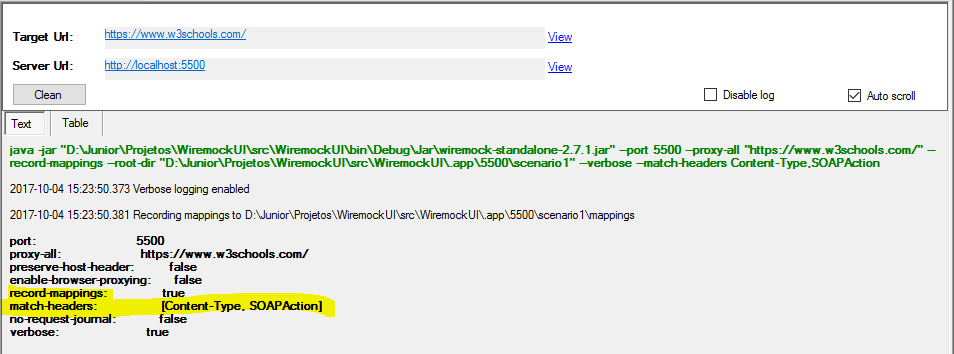 Target Url: https://www.w3schools.com/ View
Server Url: http://localhost:5500 View
Clean Disable log Auto scroll
Text Table
java -jar "D:\Junior\Projetos\WiremockUI\src\WiremockUI\bin\Debug\Jar\wiremock-standalone-2.7.1.jar" --port 5500 --proxy-all "https://www.w3schools.com/" --
record-mappings --root-dir "D:\Junior\Projetos\WiremockUI\src\WiremockUI\.app\5500\scenario1" --verbose --match-headers Content-Type,SOAPAction
2017-10-04 15:23:50.373 Verbose logging enabled
2017-10-04 15:23:50.381 Recording mappings to D:\Junior\Projetos\WiremockUI\src\WiremockUI\.app\5500\scenario1\mappings
port: 5500
proxy-all: https://www.w3schools.com/
preserve-host-header: false
enable-browser-proxying: false
record-mappings: true
match-headers: [Content-Type, SOAPAction]
no-request-journal: false
verbose: true